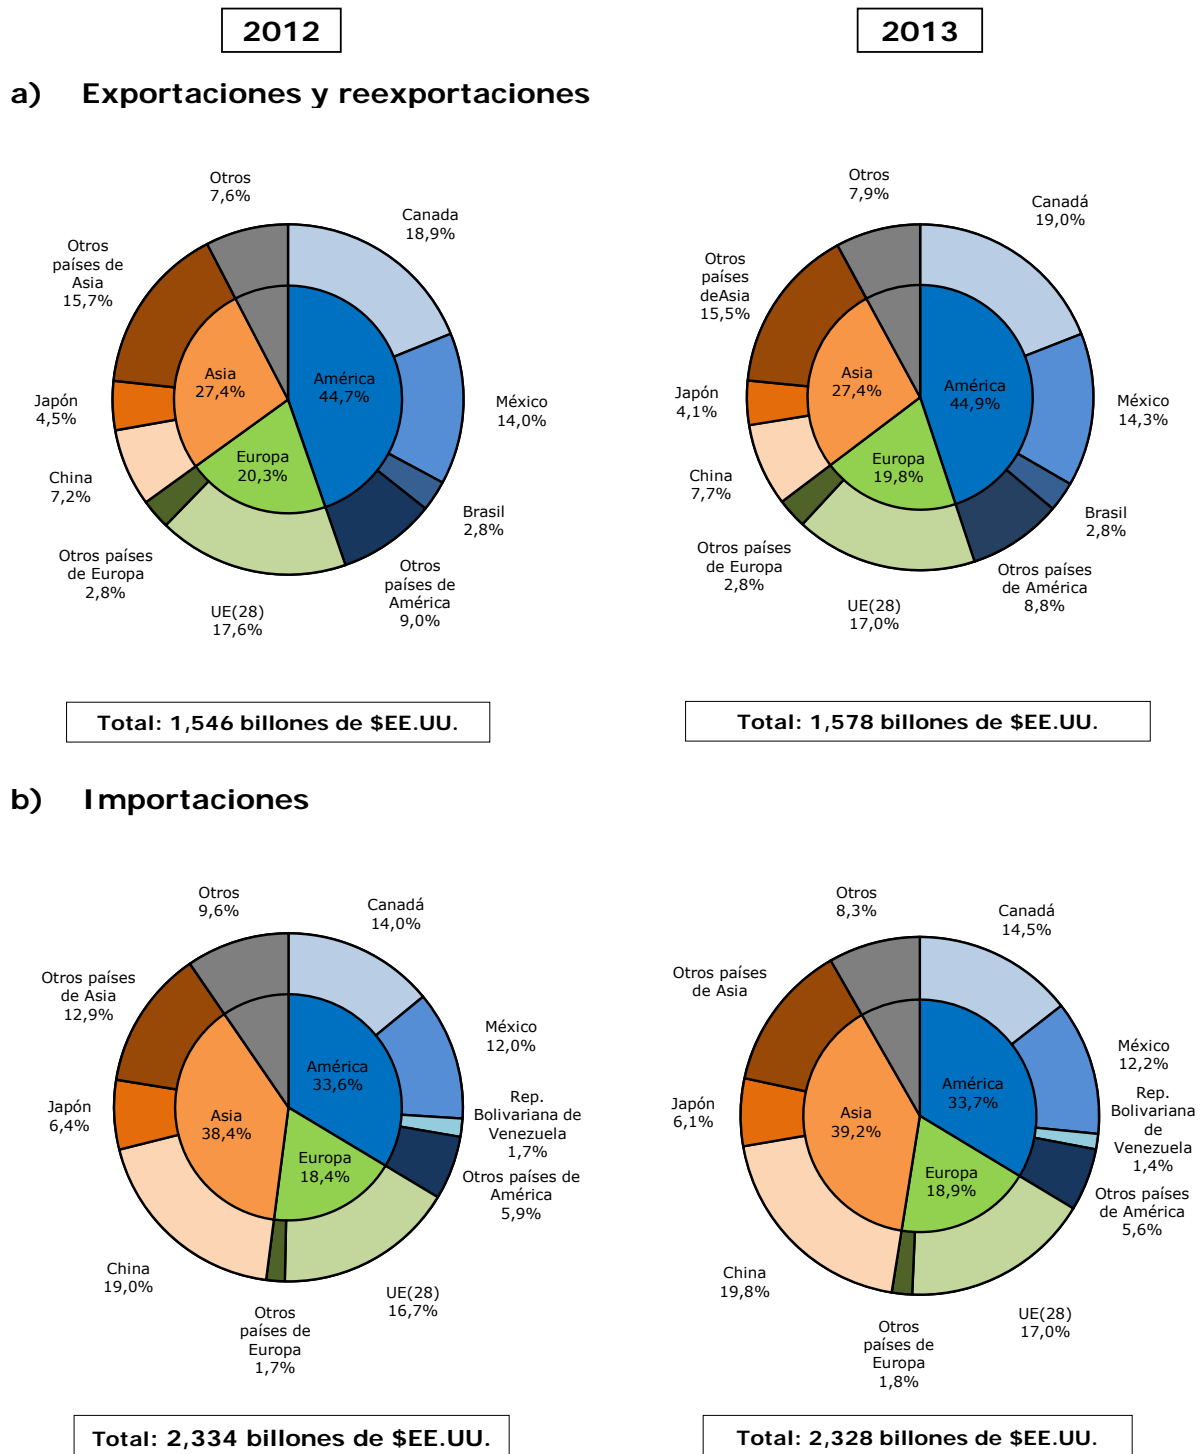 2012
2013
a) Exportaciones y reexportaciones
Otros
7,6%
Canada
18,9%
Otros
países de
Asia
15,7%
Asia
27,4%
América
44,7%
Japón
4,5%
México
14,0%
Europa
20,3%
China
7,2%
Brasil
2,8%
Otros países
de Europa
2,8%
Otros
países de
América
9,0%
UE(28)
17,6%
Otros
7,9%
Canadá
19,0%
Otros
países
deAsia
15,5%
Asia
27,4%
América
44,9%
Japón
4,1%
México
14,3%
Europa
19,8%
China
7,7%
Brasil
2,8%
Otros países
de Europa
2,8%
Otros países
de América
8,8%
UE(28)
17,0%
Total: 1,546 billones de $EE.UU.
Total: 1,578 billones de $EE.UU.
b) Importaciones
Otros
9,6%
Canadá
14,0%
Otros países
de Asia
12,9%
México
12,0%
América
33,6%
Japón
6,4%
Asia
38,4%
Rep.
Bolivariana de
Venezuela
1,7%
Europa
18,4%
Otros países de
América
5,9%
China
19,0%
UE(28)
16,7%
Otros
países de
Europa
1,7%
Otros
8,3%
Canadá
14,5%
Otros países
de Asia
México
12,2%
América
33,7%
Japón
6,1%
Asia
39,2%
Rep.
Bolivariana
de
Venezuela
1,4%
Europa
18,9%
Otros países
de América
5,6%
China
19,8%
UE(28)
17,0%
Otros
países de
Europa
1,8%
Total: 2,334 billones de $EE.UU.
Total: 2,328 billones de $EE.UU.